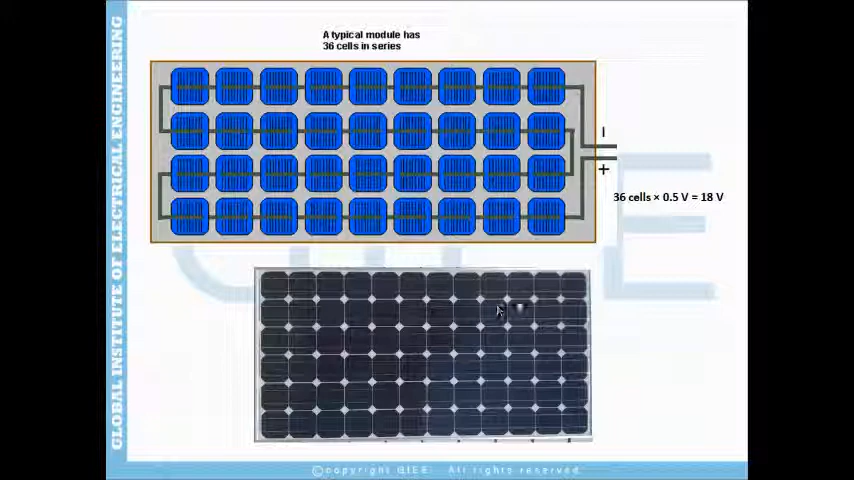 A typical module has
36 cells in series
GLOBAL INSTITUTE OF ELECTRICAL ENGINEERING
–
+
36 cells × 0.5 V = 18 V
©copyright GIEE. All rights reserved